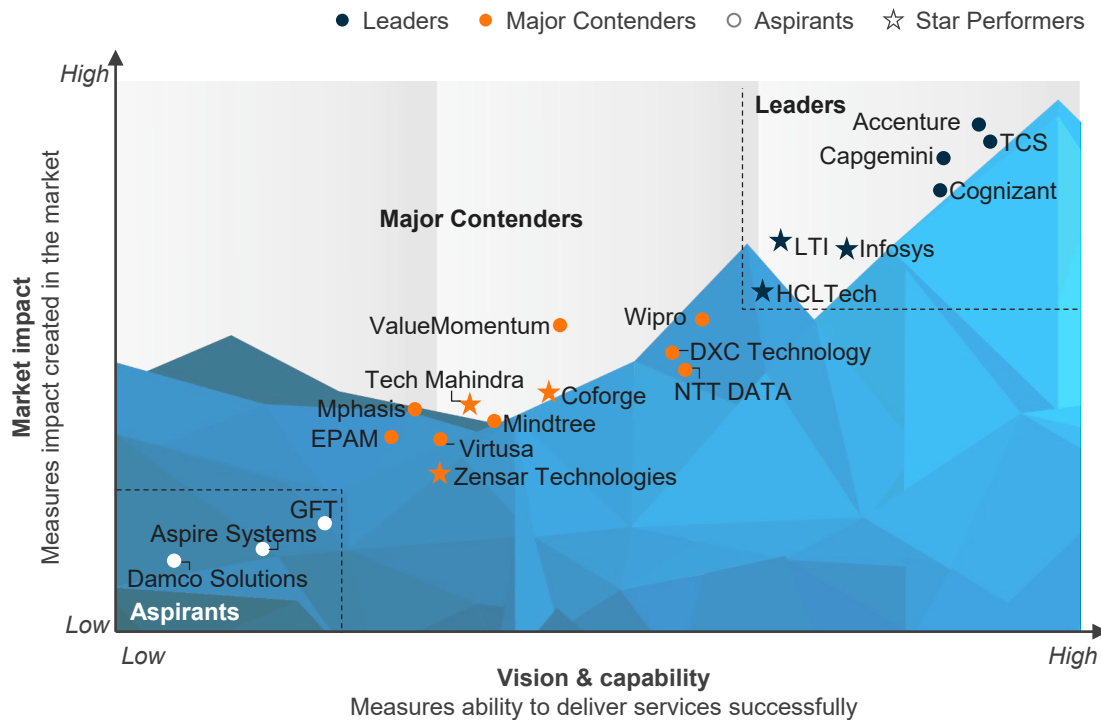 Leaders
Major Contenders
Aspirants
Star Performers
High
Market impact
Measures impact created in the market
Leaders
Accenture
TCS
Capgemini
Cognizant
Major Contenders
LTI
Infosys
HCLTech
ValueMomentum
Wipro
DXC Technology
NTT DATA
Tech Mahindra
Coforge
Mphasis
Mindtree
EPAM
Virtusa
Zensar Technologies
GFT
Aspire Systems
Damco Solutions
Aspirants
Low
Low
High
Vision & capability
Measures ability to deliver services successfully